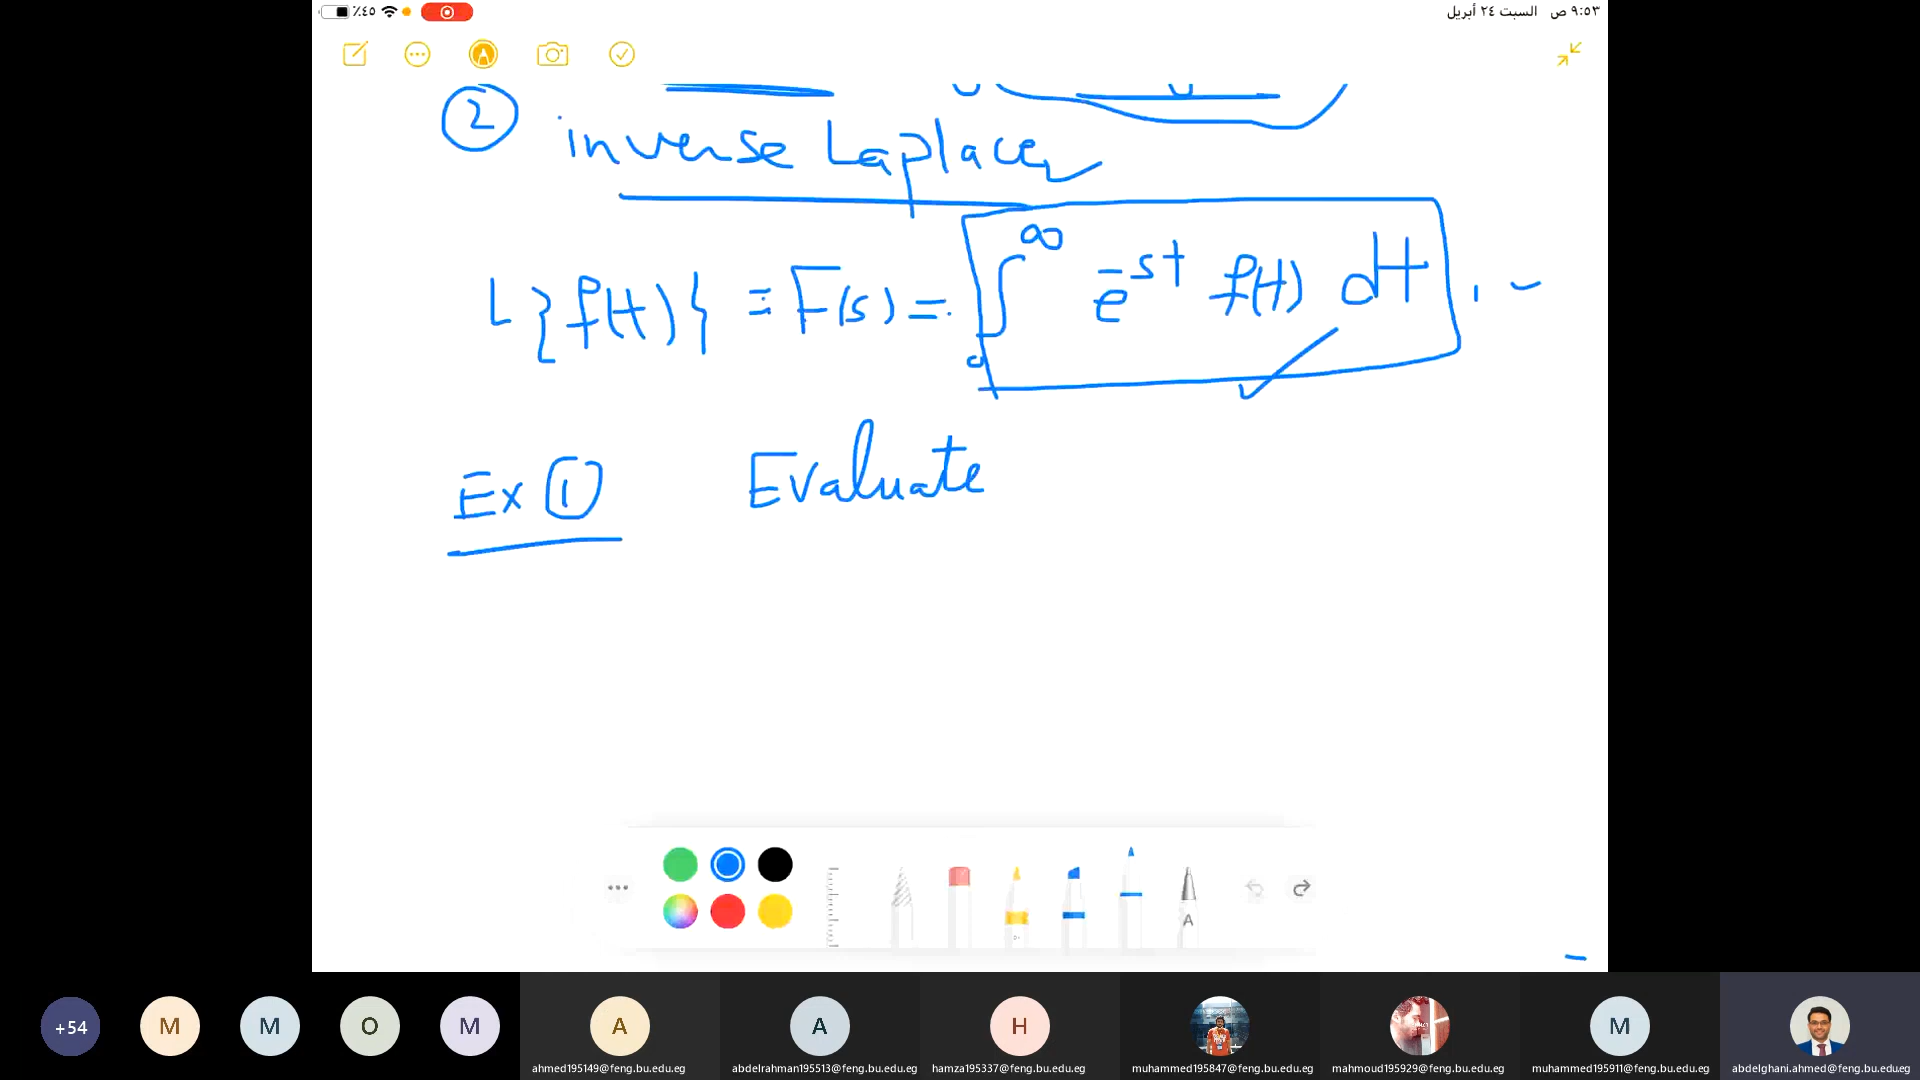 ٪٤٥
٩:٥٣ ص السبت ٢٤ أبريل
② inverse Laplace
L{f(t)} ≡ F(s) = ∫₀^∞ e^-st f(t) dt
Ex ① Evaluate
A
+54
M
M
O
M
A
A
H
M
ahmed195149@feng.bu.edu.eg
abdelrahman195513@feng.bu.edu.eg
hamza195337@feng.bu.edu.eg
muhammed195847@feng.bu.edu.eg
mahmoud195929@feng.bu.edu.eg
muhammed195911@feng.bu.edu.eg
abdelghani.ahmed@feng.bu.edu.eg